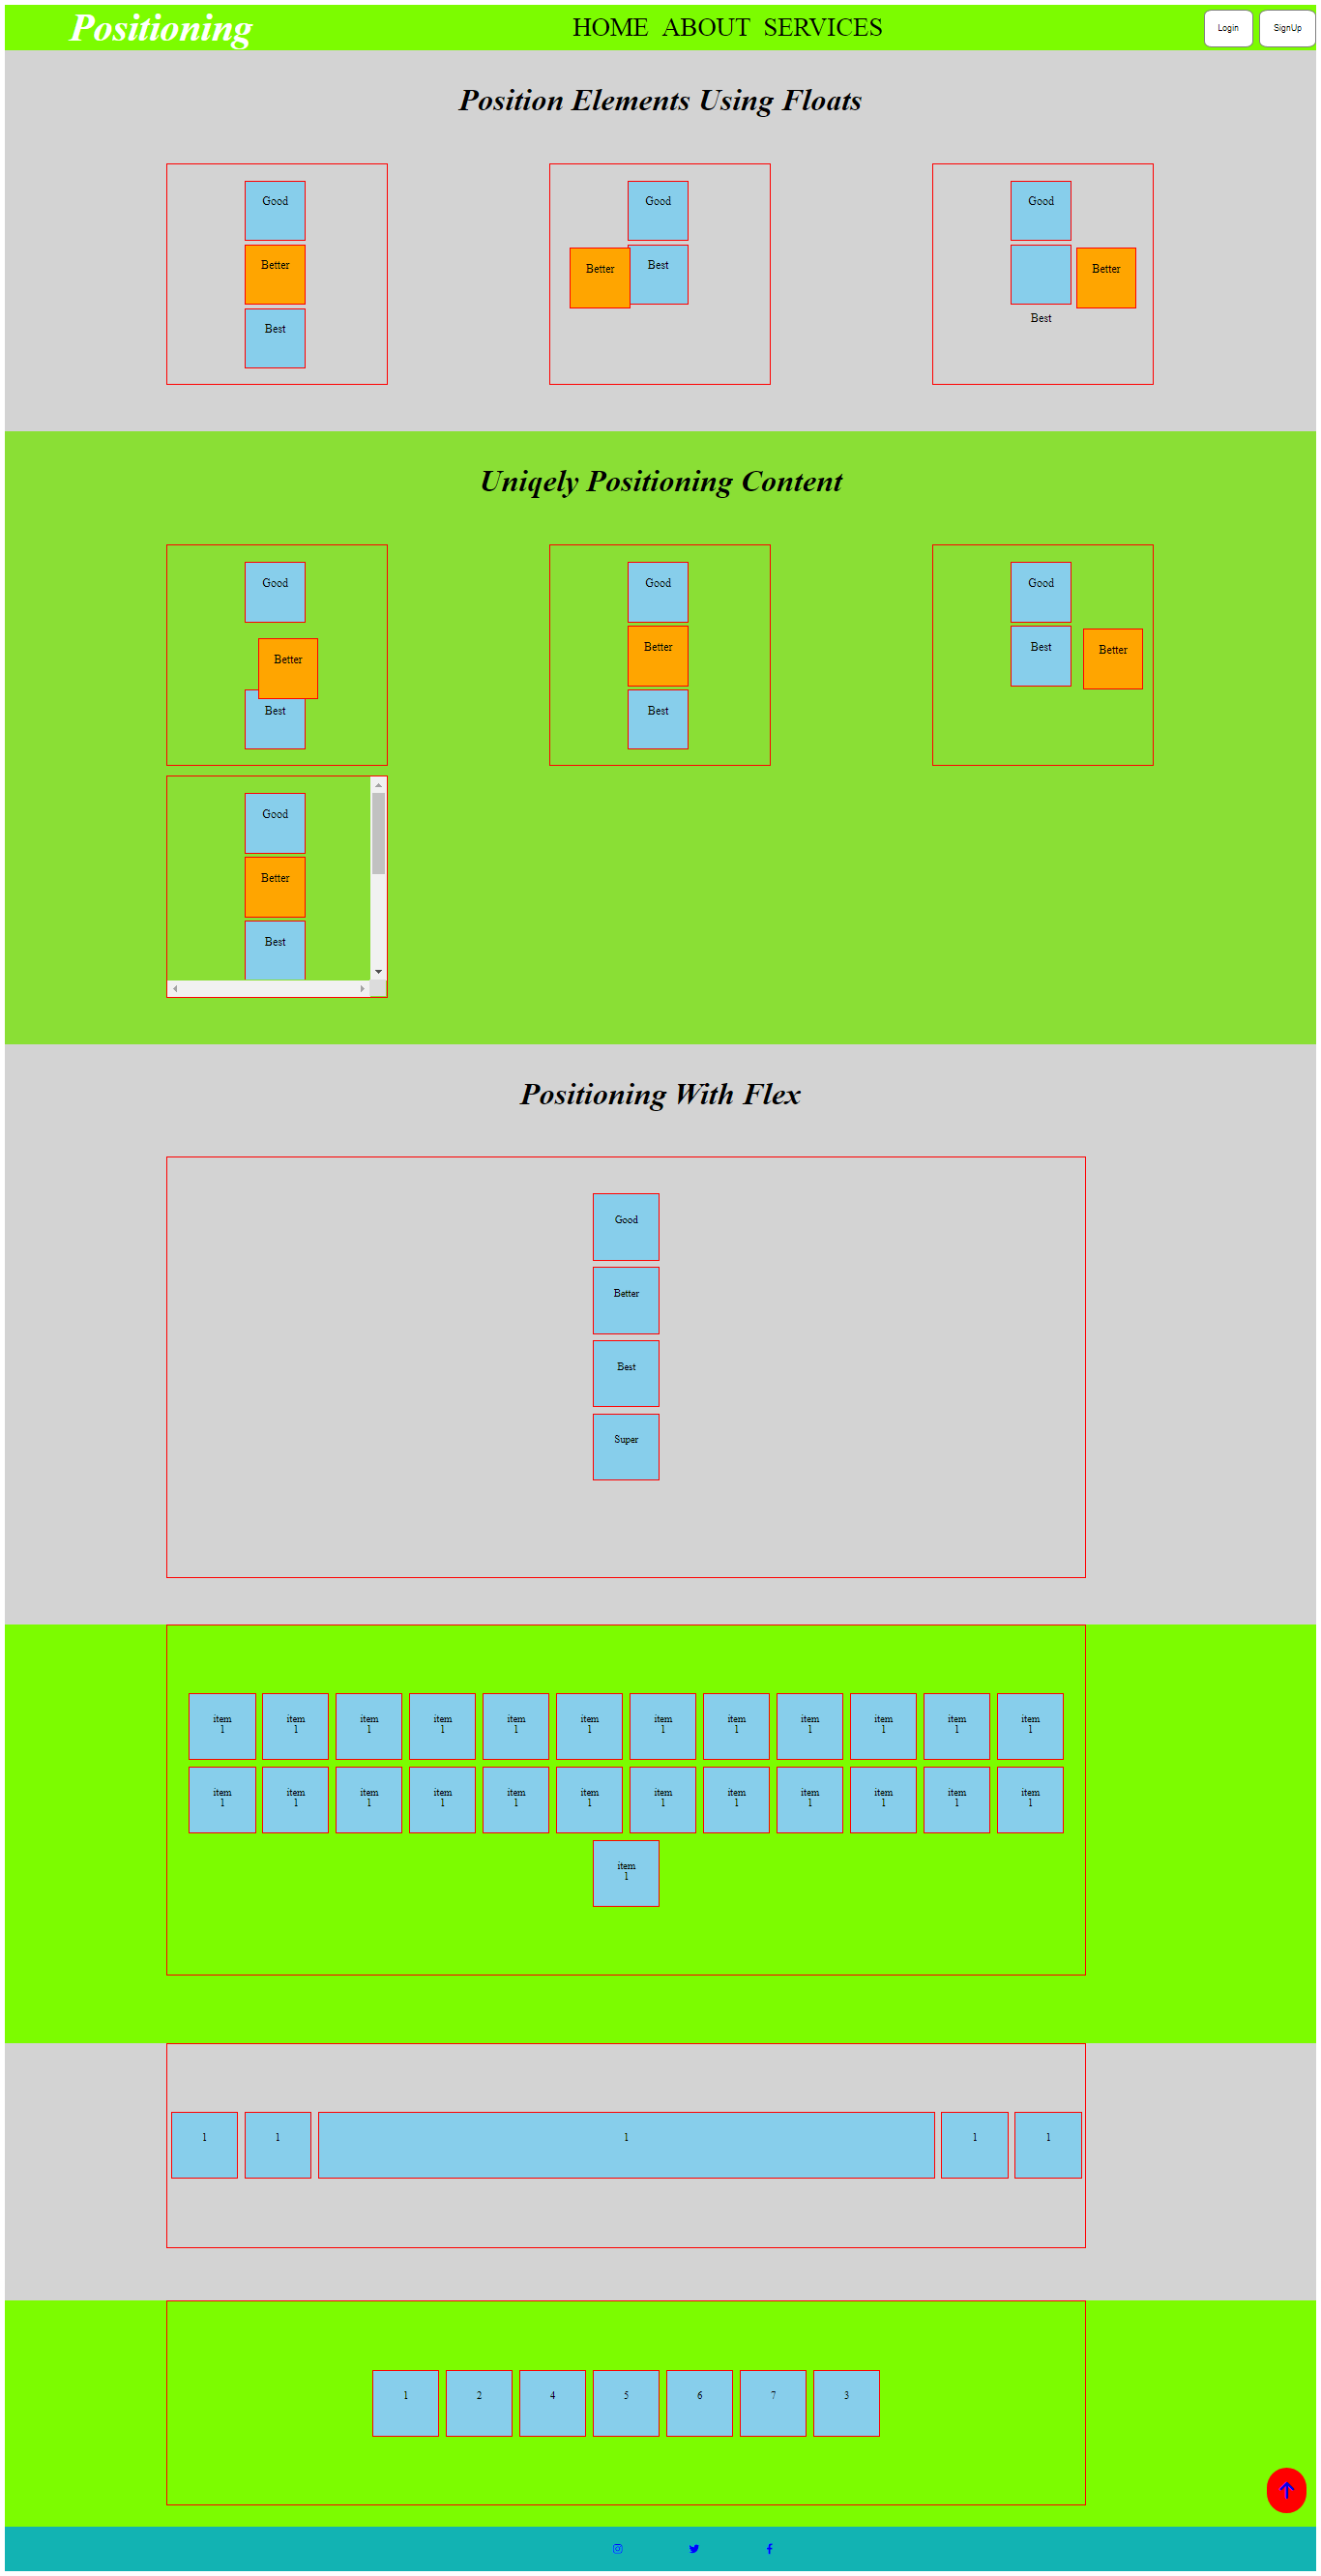 Positioning HOME ABOUT SERVICES Login SignUp
Position Elements Using Floats
Good Good Good
Better Better Best Better
Best Best
Uniqely Positioning Content
Good Good Good
Better Better Best Better
Best Best
Good
Better
Best
Positioning With Flex
Good
Better
Best
Super
item item item item item item item item item item item item
1 1 1 1 1 1 1 1 1 1 1 1
item item item item item item item item item item item item
1 1 1 1 1 1 1 1 1 1 1 1
item
1
1 1 1 1 1
1 2 4 5 6 7 3